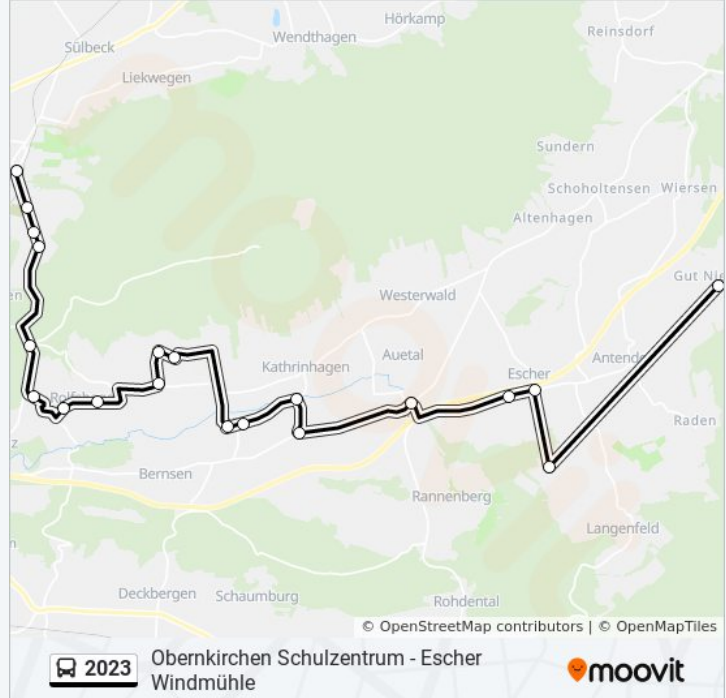 Hörkamp
Reinsdorf
Wendthagen
Sülbeck
Liekwegen
Sundern
Schoholtensen
Wiersen
Altenhagen
Gut Nie
en
Westerwald
Auetal
Antend
Kathrinhagen
Escher
Raden
z
Bernsen
Rannenberg
Langenfeld
n
Deckbergen
Schaumburg
Rohdental
© OpenStreetMap contributors | © OpenMapTiles
2023
Obernkirchen Schulzentrum - Escher
Windmühle
moovit